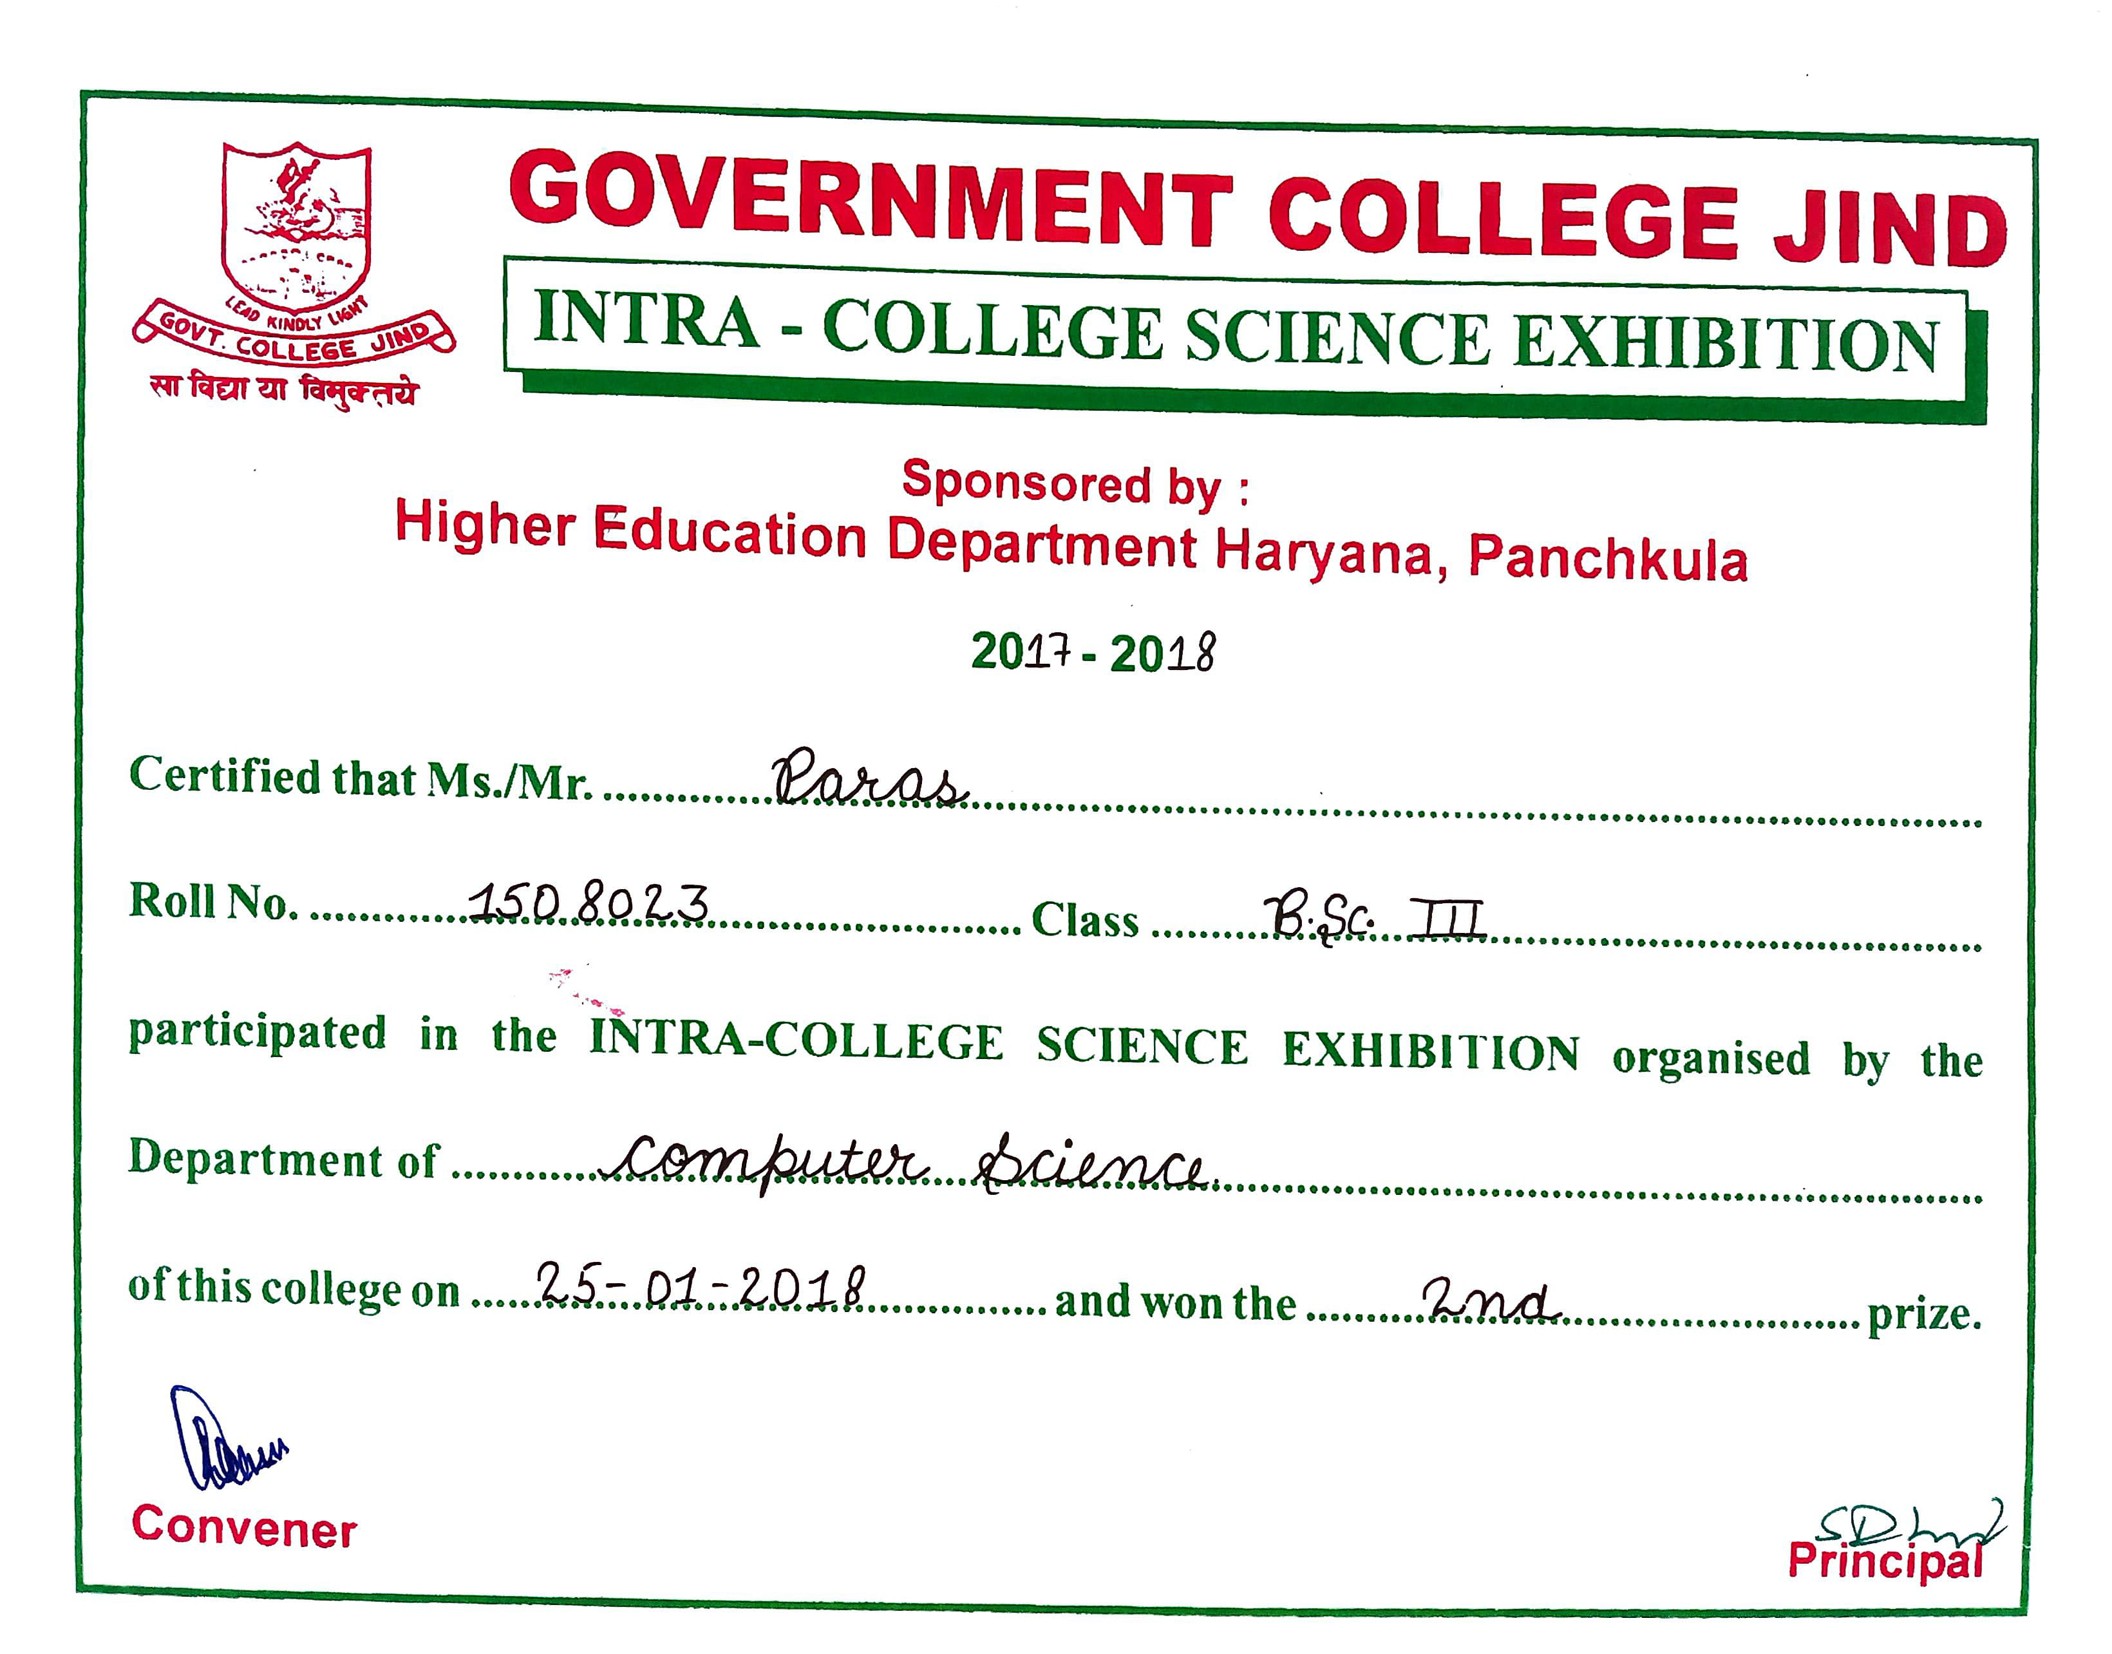 GOVERNMENT COLLEGE JIND
INTRA - COLLEGE SCIENCE EXHIBITION
LEAD KINDLY LIGHT
GOVT. COLLEGE JIND
सा विद्या या विमुक्तये
Sponsored by :
Higher Education Department Haryana, Panchkula
2017 - 2018
Certified that Ms./Mr. Paras
Roll No. 1508023 Class B.Sc. III
participated in the INTRA-COLLEGE SCIENCE EXHIBITION organised by the
Department of Computer Science
of this college on 25-01-2018 and won the 2nd prize.
Convener
Principal